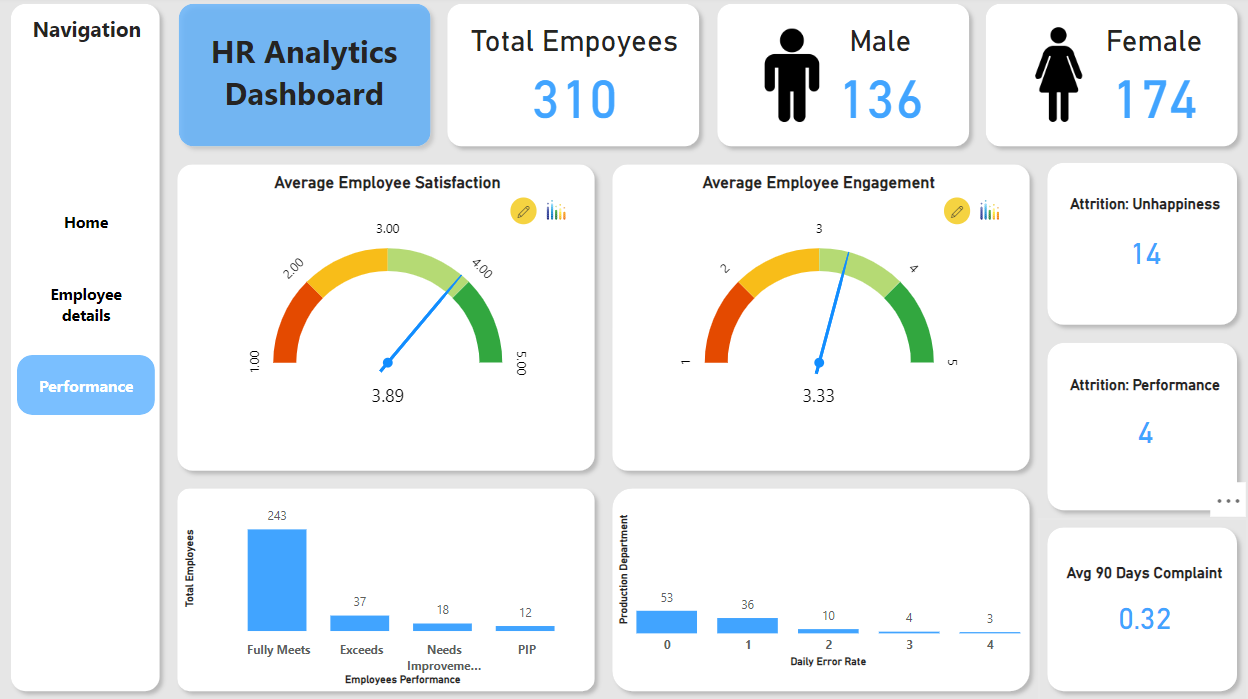 Navigation
Home
Employee
details
Performance
HR Analytics
Dashboard
Total Empoyees
310
Male
136
Female
174
Average Employee Satisfaction
1.00
2.00
3.00
4.00
5.00
3.89
Average Employee Engagement
1
2
3
4
5
3.33
Attrition: Unhappiness
14
Attrition: Performance
4
Total Employees
243
37
18
12
Fully Meets
Exceeds
Needs
Improveme...
PIP
Employees Performance
Production Department
53
36
10
4
3
0
1
2
3
4
Daily Error Rate
Avg 90 Days Complaint
0.32